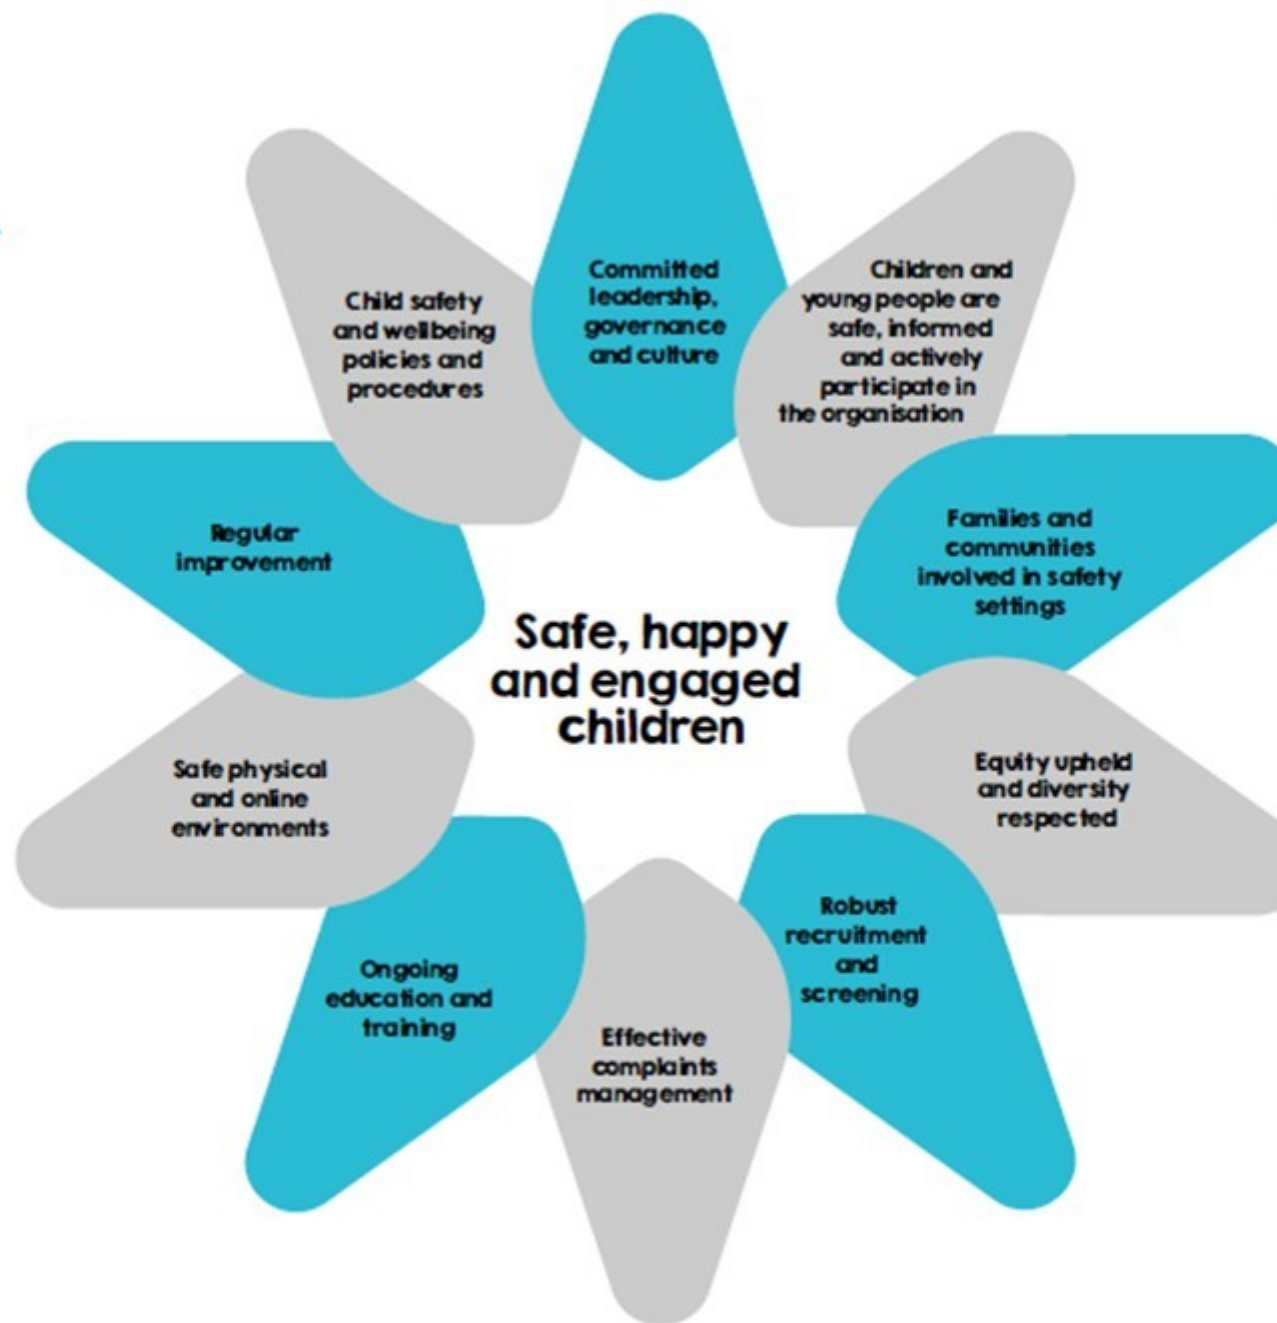 Committed
leadership,
governance
and culture
Children and
young people are
safe, informed
and actively
participate in
the organisation
Families and
communities
involved in safety
settings
Equity upheld
and diversity
respected
Robust
recruitment
and
screening
Effective
complaints
management
Ongoing
education and
training
Safe physical
and online
environments
Regular
improvement
Child safety
and wellbeing
policies and
procedures
Safe, happy
and engaged
children